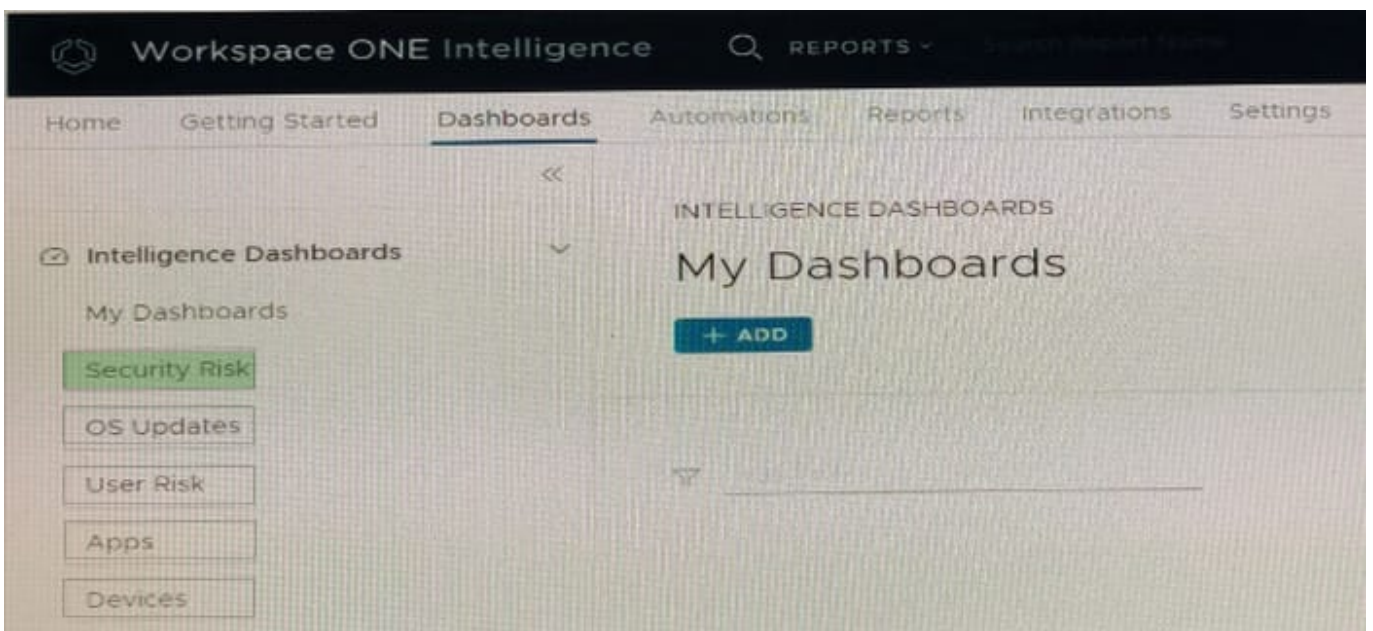 Workspace ONE Intelligence REPORTS
Home Getting Started Dashboards Automations Reports Integrations Settings
INTELLIGENCE DASHBOARDS
Intelligence Dashboards
My Dashboards
My Dashboards
+ ADD
Security Risk
OS Updates
User Risk
Apps
Devices